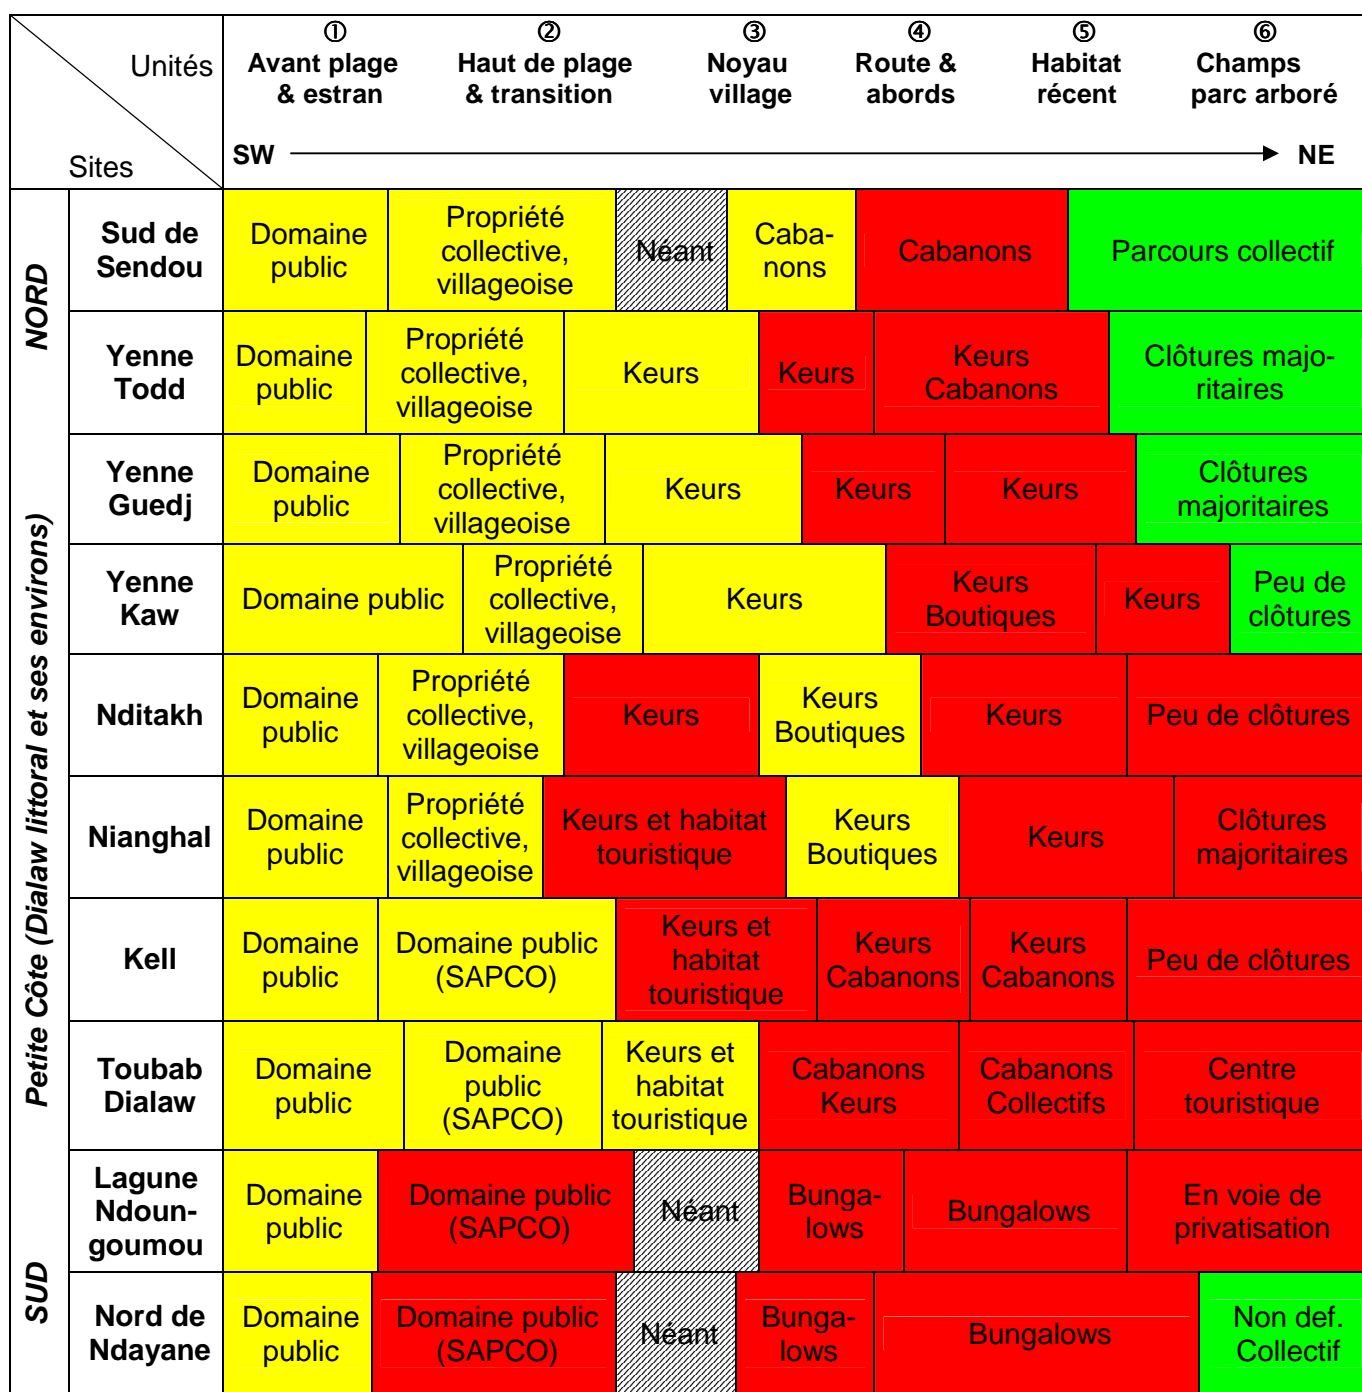 Unités
Sites
①
Avant plage
& estran
②
Haut de plage
& transition
③
Noyau
village
④
Route &
abords
⑤
Habitat
récent
⑥
Champs
parc arboré
SW
NE
NORD
Petite Côte (Dialaw littoral et ses environs)
SUD
Sud de
Sendou
Domaine
public
Propriété
collective,
villageoise
Néant
Caba-
nons
Cabanons
Parcours collectif
Yenne
Todd
Domaine
public
Propriété
collective,
villageoise
Keurs
Keurs
Keurs
Cabanons
Clôtures majo-
ritaires
Yenne
Guedj
Domaine
public
Propriété
collective,
villageoise
Keurs
Keurs
Keurs
Clôtures
majoritaires
Yenne
Kaw
Domaine public
Propriété
collective,
villageoise
Keurs
Keurs
Boutiques
Keurs
Peu de
clôtures
Nditakh
Domaine
public
Propriété
collective,
villageoise
Keurs
Keurs
Boutiques
Keurs
Peu de clôtures
Nianghal
Domaine
public
Propriété
collective,
villageoise
Keurs et habitat
touristique
Keurs
Boutiques
Keurs
Clôtures
majoritaires
Kell
Domaine
public
Domaine public
(SAPCO)
Keurs et
habitat
touristique
Keurs
Cabanons
Keurs
Cabanons
Peu de clôtures
Toubab
Dialaw
Domaine
public
Domaine
public
(SAPCO)
Keurs et
habitat
touristique
Cabanons
Keurs
Cabanons
Collectifs
Centre
touristique
Lagune
Ndoun-
goumou
Domaine
public
Domaine public
(SAPCO)
Néant
Bunga-
lows
Bungalows
En voie de
privatisation
Nord de
Ndayane
Domaine
public
Domaine public
(SAPCO)
Néant
Bunga-
lows
Bungalows
Non def.
Collectif